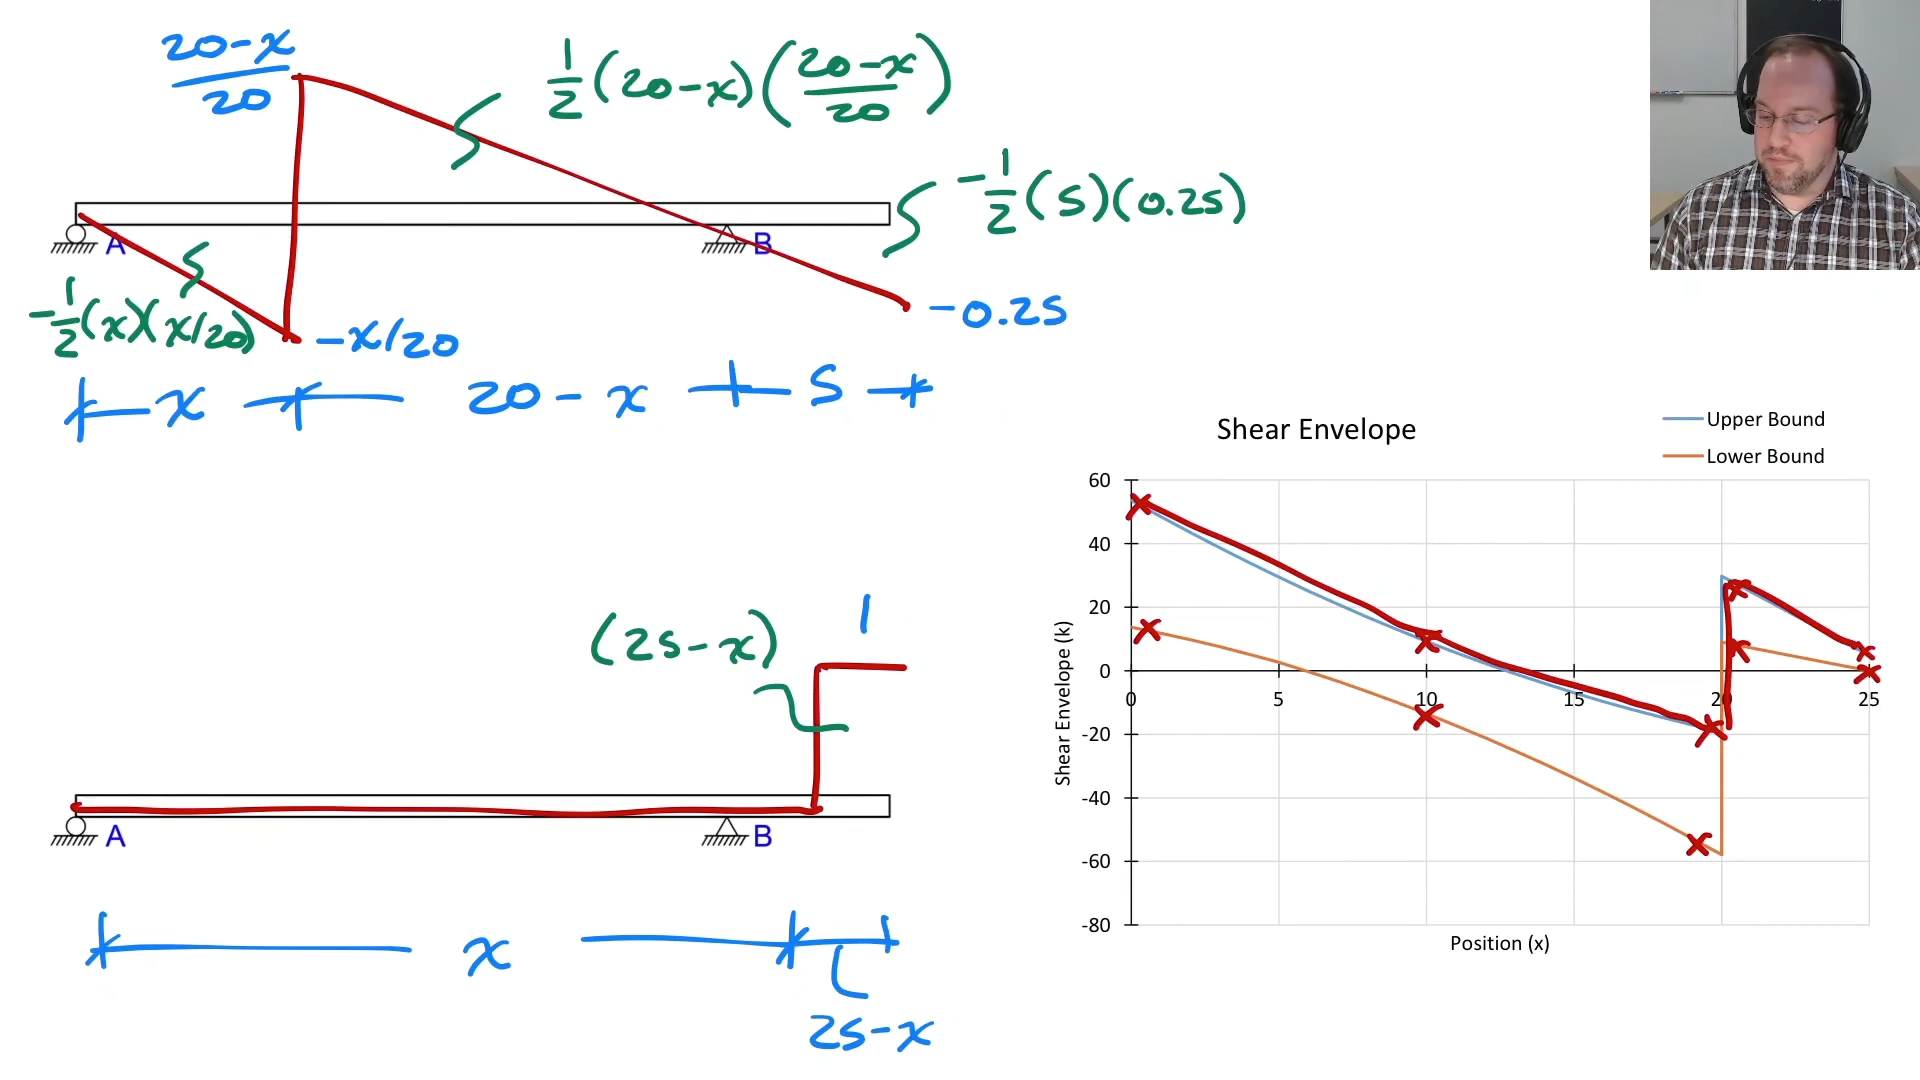 20-x
20
1/2 (20-x) (20-x / 20)
-1/2 (5)(0.25)
A
B
-1/2 (x)(x/20)
-x/20
-0.25
x
20-x
5
(25-x)
1
A
B
x
25-x
Shear Envelope
Upper Bound
Lower Bound
Shear Envelope (k)
60
40
20
0
-20
-40
-60
-80
0
5
10
15
20
25
Position (x)